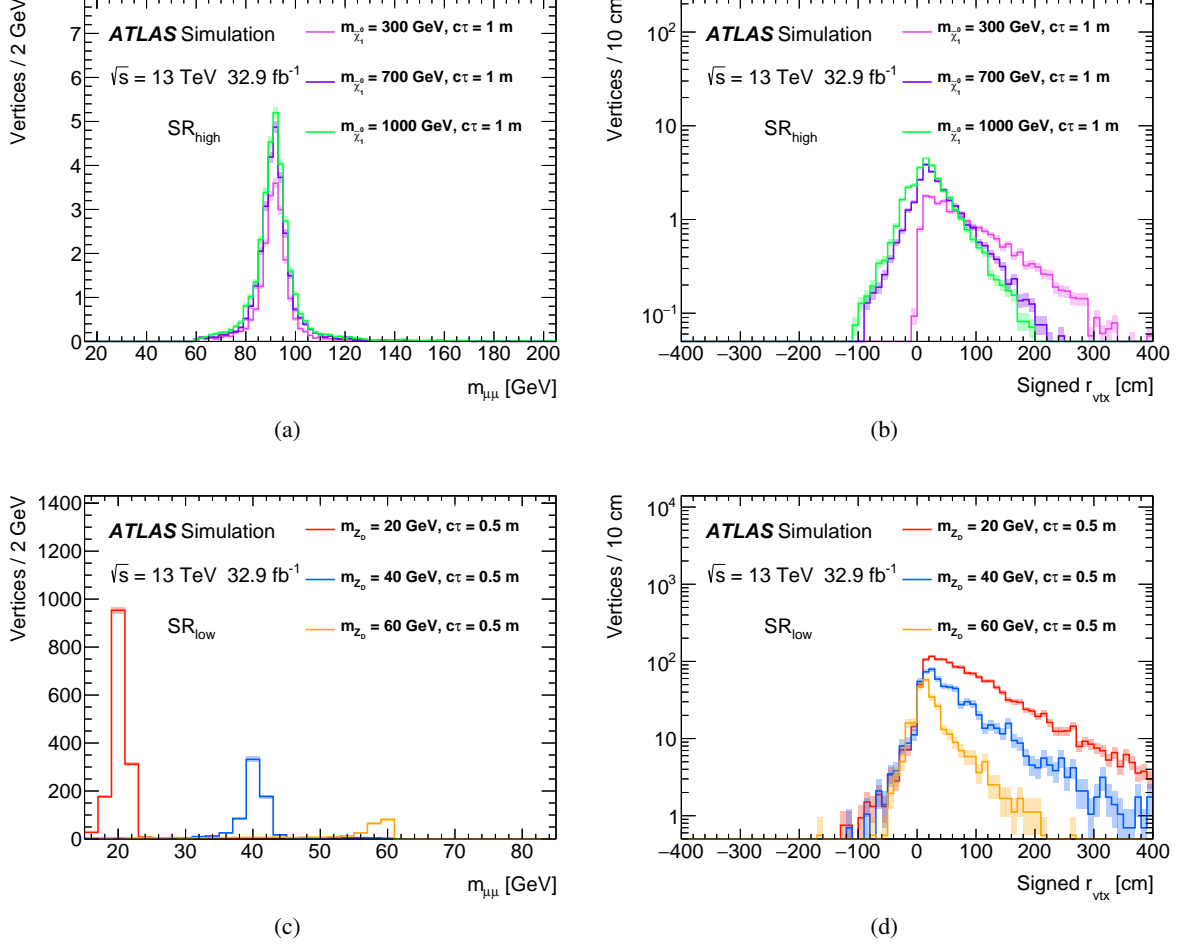 Vertices / 2 GeV
7
6
5
4
3
2
1
0
ATLAS Simulation
√s = 13 TeV 32.9 fb⁻¹
SR_high
m_χ̃₁⁰ = 300 GeV, cτ = 1 m
m_χ̃₁⁰ = 700 GeV, cτ = 1 m
m_χ̃₁⁰ = 1000 GeV, cτ = 1 m
20 40 60 80 100 120 140 160 180 200
m_μμ [GeV]
(a)
Vertices / 10 cm
10²
10
1
10⁻¹
ATLAS Simulation
√s = 13 TeV 32.9 fb⁻¹
SR_high
m_χ̃₁⁰ = 300 GeV, cτ = 1 m
m_χ̃₁⁰ = 700 GeV, cτ = 1 m
m_χ̃₁⁰ = 1000 GeV, cτ = 1 m
−400 −300 −200 −100 0 100 200 300 400
Signed r_vtx [cm]
(b)
Vertices / 2 GeV
1400
1200
1000
800
600
400
200
0
ATLAS Simulation
√s = 13 TeV 32.9 fb⁻¹
SR_low
m_Z_D = 20 GeV, cτ = 0.5 m
m_Z_D = 40 GeV, cτ = 0.5 m
m_Z_D = 60 GeV, cτ = 0.5 m
20 30 40 50 60 70 80
m_μμ [GeV]
(c)
Vertices / 10 cm
10⁴
10³
10²
10
1
ATLAS Simulation
√s = 13 TeV 32.9 fb⁻¹
SR_low
m_Z_D = 20 GeV, cτ = 0.5 m
m_Z_D = 40 GeV, cτ = 0.5 m
m_Z_D = 60 GeV, cτ = 0.5 m
−400 −300 −200 −100 0 100 200 300 400
Signed r_vtx [cm]
(d)